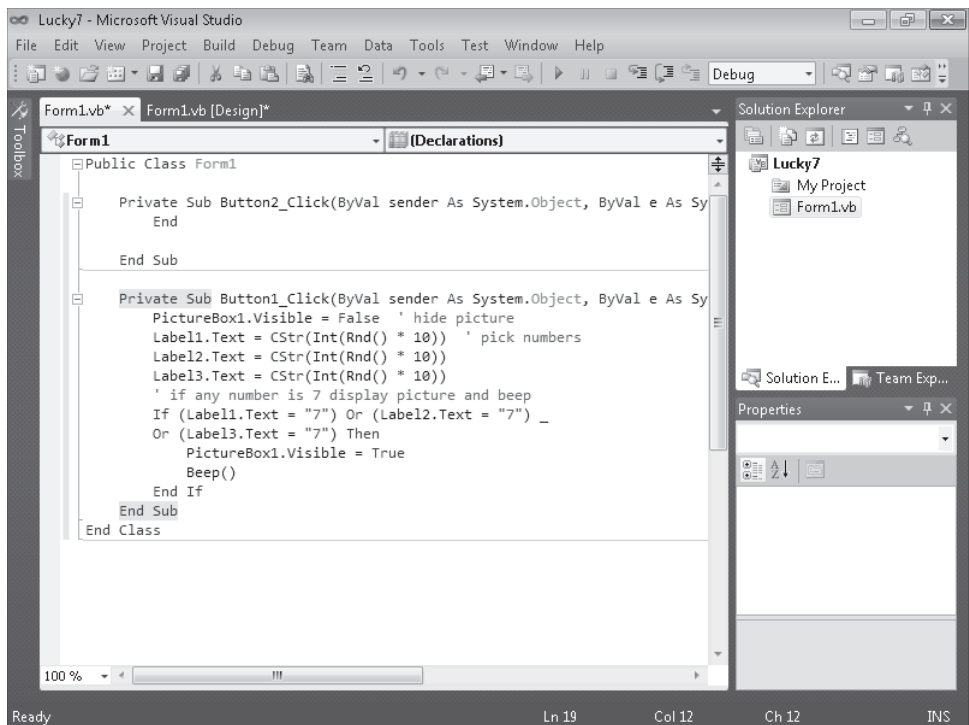 Lucky7 - Microsoft Visual Studio
File Edit View Project Build Debug Team Data Tools Test Window Help
Debug
Toolbox
Form1.vb* Form1.vb [Design]*
Form1 (Declarations)
Public Class Form1
Private Sub Button2_Click(ByVal sender As System.Object, ByVal e As Sy
End
End Sub
Private Sub Button1_Click(ByVal sender As System.Object, ByVal e As Sy
PictureBox1.Visible = False ' hide picture
Label1.Text = CStr(Int(Rnd() * 10)) ' pick numbers
Label2.Text = CStr(Int(Rnd() * 10))
Label3.Text = CStr(Int(Rnd() * 10))
' if any number is 7 display picture and beep
If (Label1.Text = "7") Or (Label2.Text = "7") _
Or (Label3.Text = "7") Then
PictureBox1.Visible = True
Beep()
End If
End Sub
End Class
100 %
Solution Explorer
Lucky7
My Project
Form1.vb
Solution E... Team Exp...
Properties
Ready Ln 19 Col 12 Ch 12 INS